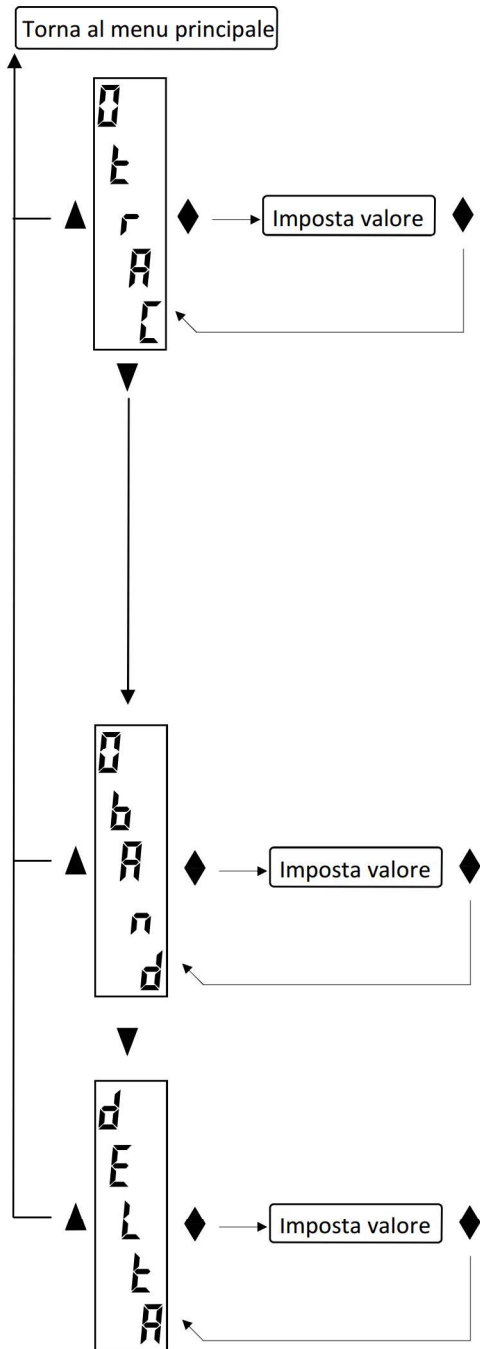 Torna al menu principale
0
t
r
A
C
Imposta valore
0
b
A
n
d
Imposta valore
d
E
L
t
A
Imposta valore